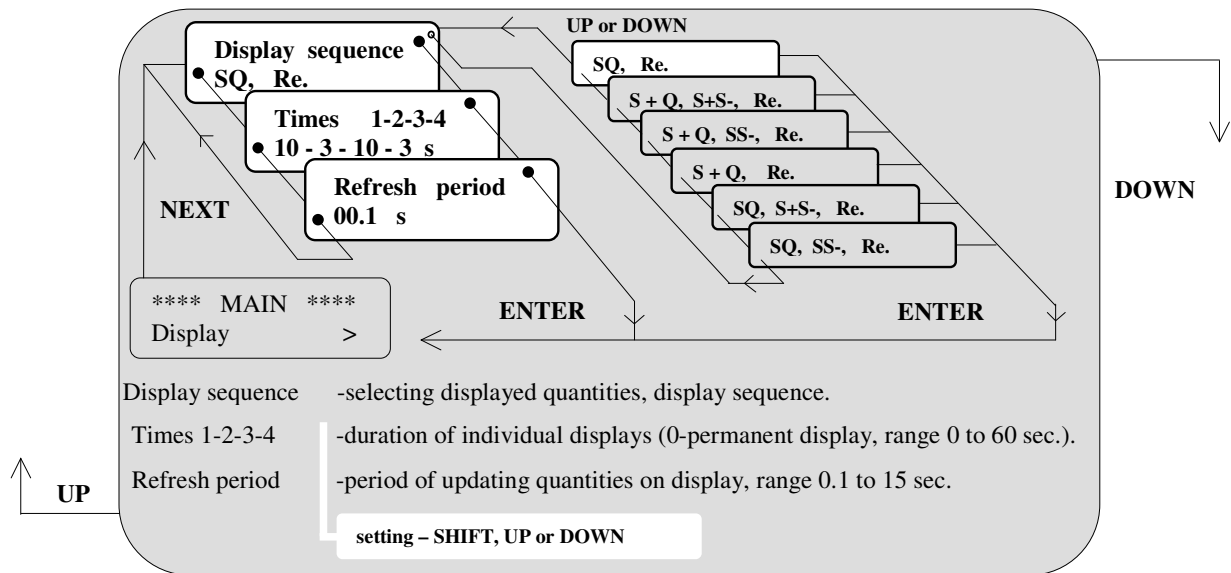 UP or DOWN
Display sequence
SQ, Re.
Times 1-2-3-4
10 - 3 - 10 - 3 s
Refresh period
00.1 s
SQ, Re.
S + Q, S+S-, Re.
S + Q, SS-, Re.
S + Q, Re.
SQ, S+S-, Re.
SQ, SS-, Re.
NEXT
DOWN
**** MAIN ****
Display >
ENTER
ENTER
Display sequence -selecting displayed quantities, display sequence.
Times 1-2-3-4 -duration of individual displays (0-permanent display, range 0 to 60 sec.).
Refresh period -period of updating quantities on display, range 0.1 to 15 sec.
UP
setting – SHIFT, UP or DOWN